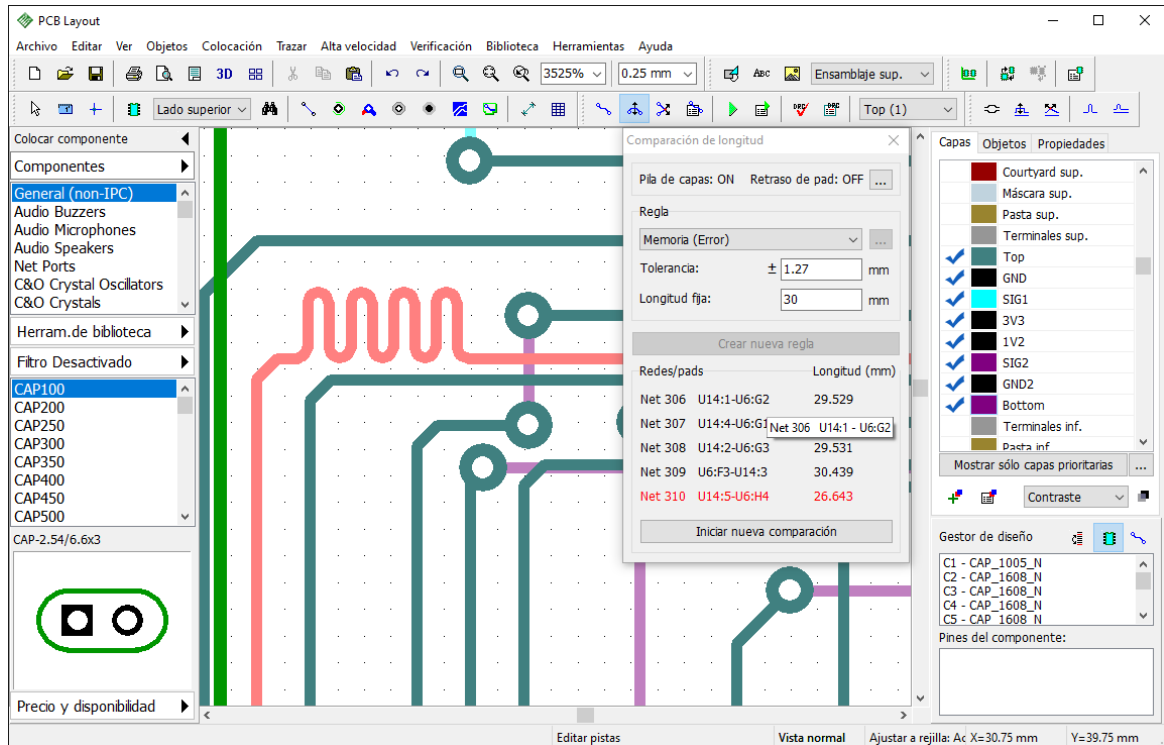 PCB Layout
Archivo Editar Ver Objetos Colocación Trazar Alta velocidad Verificación Biblioteca Herramientas Ayuda
3D 3525% 0.25 mm ABC Ensamblaje sup.
Lado superior DRC DRC Top (1)
Colocar componente
Componentes
General (non-IPC)
Audio Buzzers
Audio Microphones
Audio Speakers
Net Ports
C&O Crystal Oscillators
C&O Crystals
Herram.de biblioteca
Filtro Desactivado
CAP100
CAP200
CAP250
CAP300
CAP350
CAP400
CAP450
CAP500
CAP-2.54/6.6x3
Precio y disponibilidad
Comparación de longitud
Pila de capas: ON Retraso de pad: OFF ...
Regla
Memoria (Error) ...
Tolerancia: ± 1.27 mm
Longitud fija: 30 mm
Crear nueva regla
Redes/pads Longitud (mm)
Net 306 U14:1-U6:G2 29.529
Net 307 U14:4-U6:G1
Net 306 U14:1 - U6:G2
Net 308 U14:2-U6:G3 29.531
Net 309 U6:F3-U14:3 30.439
Net 310 U14:5-U6:H4 26.643
Iniciar nueva comparación
Capas Objetos Propiedades
Courtyard sup.
Máscara sup.
Pasta sup.
Terminales sup.
Top
GND
SIG1
3V3
1V2
SIG2
GND2
Bottom
Terminales inf.
Pasta inf.
Mostrar sólo capas prioritarias ...
Contraste
Gestor de diseño
C1 - CAP_1005_N
C2 - CAP_1608_N
C3 - CAP_1608_N
C4 - CAP_1608_N
C5 - CAP_1608_N
Pines del componente:
Editar pistas Vista normal Ajustar a rejilla: Ac X=30.75 mm Y=39.75 mm